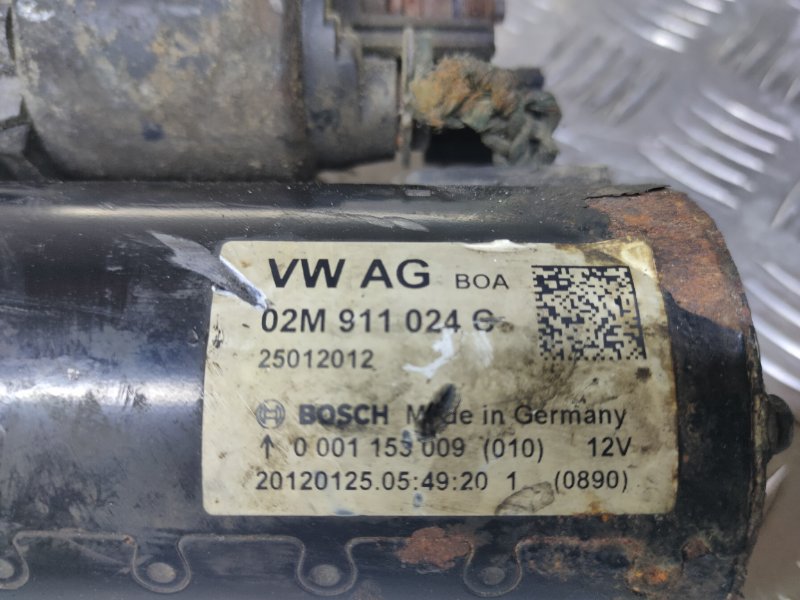 VW AG BOA
02M 911 024 C
25012012
BOSCH Made in Germany
↑ 0 001 153 009 (010) 12V
20120125.05:49:20 1 (0890)